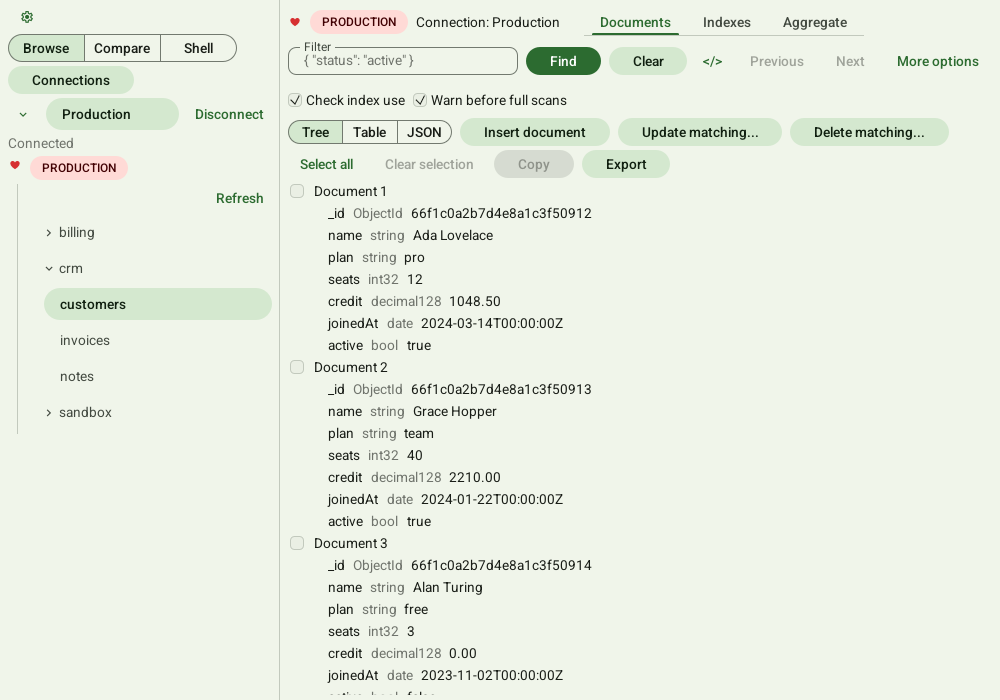 Browse Compare Shell
Connections
Production Disconnect
Connected
PRODUCTION
Refresh
billing
crm
customers
invoices
notes
sandbox
PRODUCTION Connection: Production Documents Indexes Aggregate
Filter
{ "status": "active" } Find Clear </> Previous Next More options
Check index use Warn before full scans
Tree Table JSON Insert document Update matching... Delete matching...
Select all Clear selection Copy Export
Document 1
_id ObjectId 66f1c0a2b7d4e8a1c3f50912
name string Ada Lovelace
plan string pro
seats int32 12
credit decimal128 1048.50
joinedAt date 2024-03-14T00:00:00Z
active bool true
Document 2
_id ObjectId 66f1c0a2b7d4e8a1c3f50913
name string Grace Hopper
plan string team
seats int32 40
credit decimal128 2210.00
joinedAt date 2024-01-22T00:00:00Z
active bool true
Document 3
_id ObjectId 66f1c0a2b7d4e8a1c3f50914
name string Alan Turing
plan string free
seats int32 3
credit decimal128 0.00
joinedAt date 2023-11-02T00:00:00Z